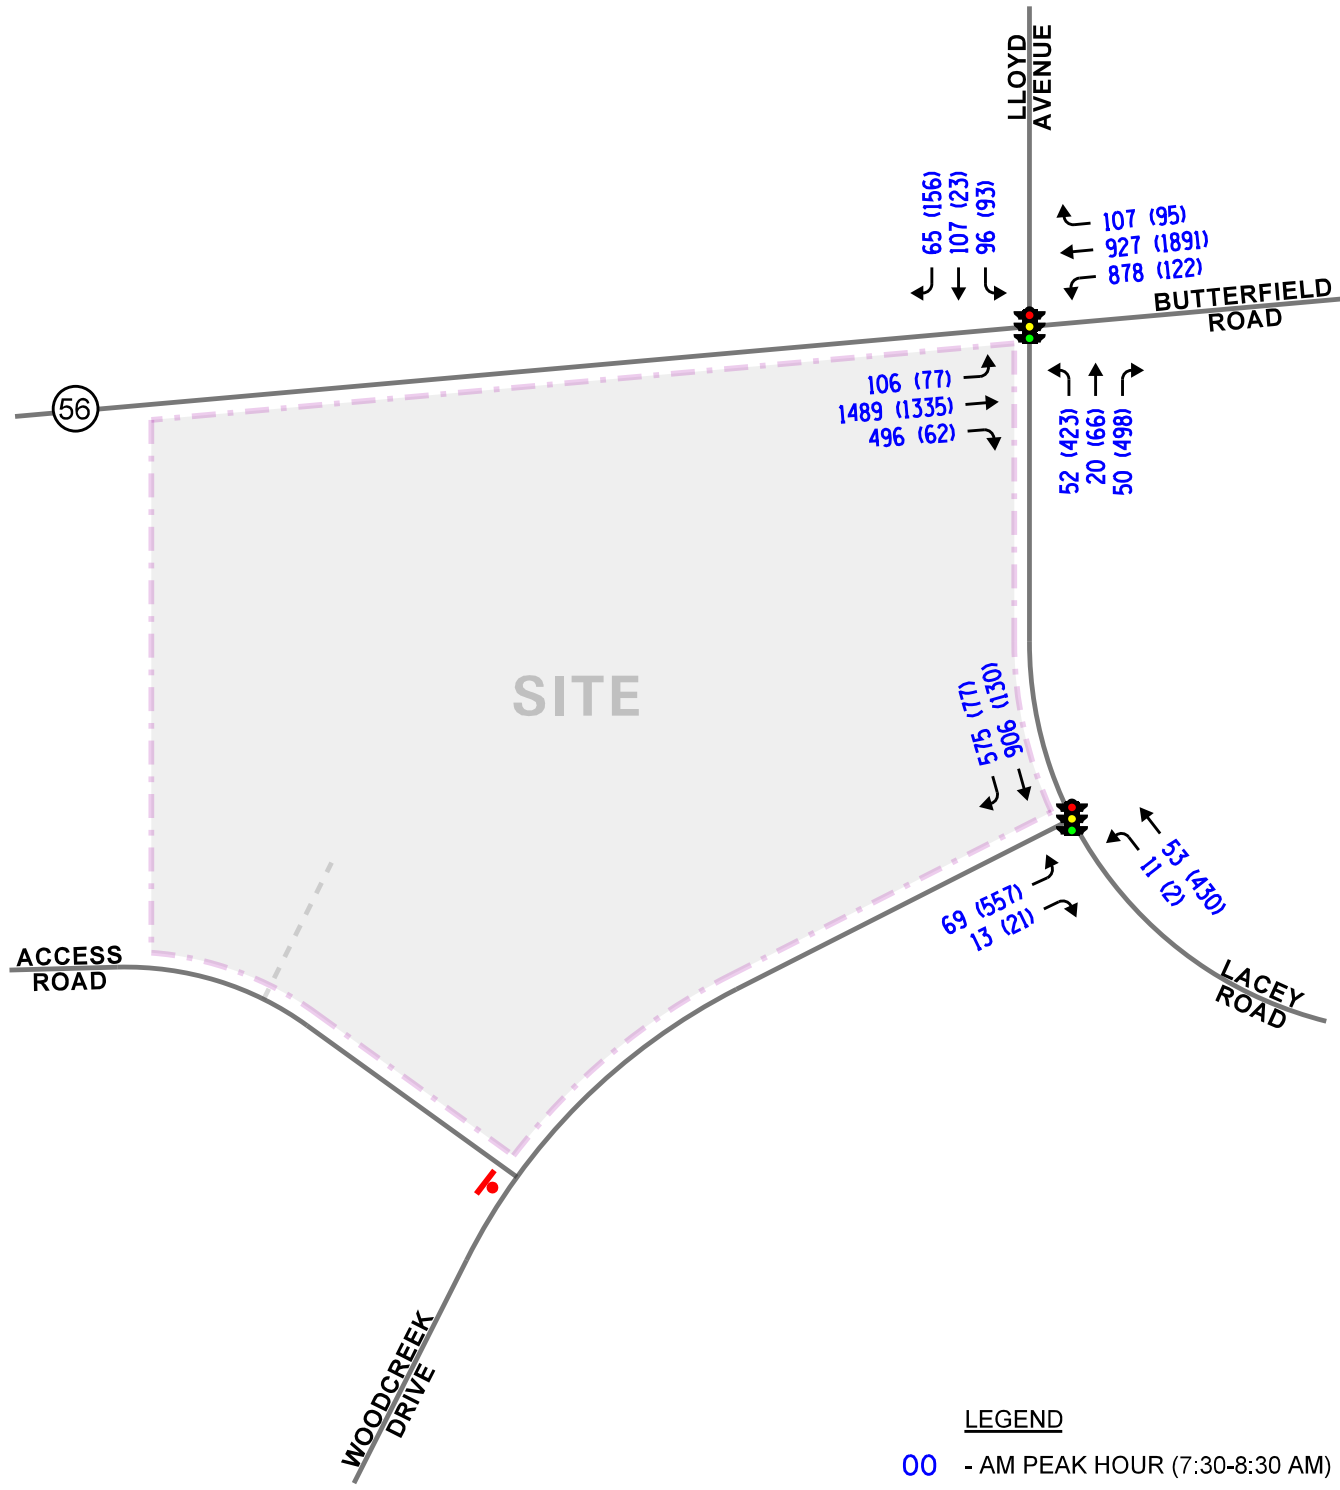 LLOYD
AVENUE
65 (156)
107 (23)
96 (93)
107 (95)
927 (1891)
878 (122)
BUTTERFIELD
ROAD
56
106 (77)
1489 (1335)
496 (62)
52 (423)
20 (66)
50 (498)
SITE
575 (77)
906 (130)
53 (430)
11 (2)
69 (557)
13 (21)
ACCESS
ROAD
LACEY
ROAD
WOODCREEK
DRIVE
LEGEND
00 - AM PEAK HOUR (7:30-8:30 AM)